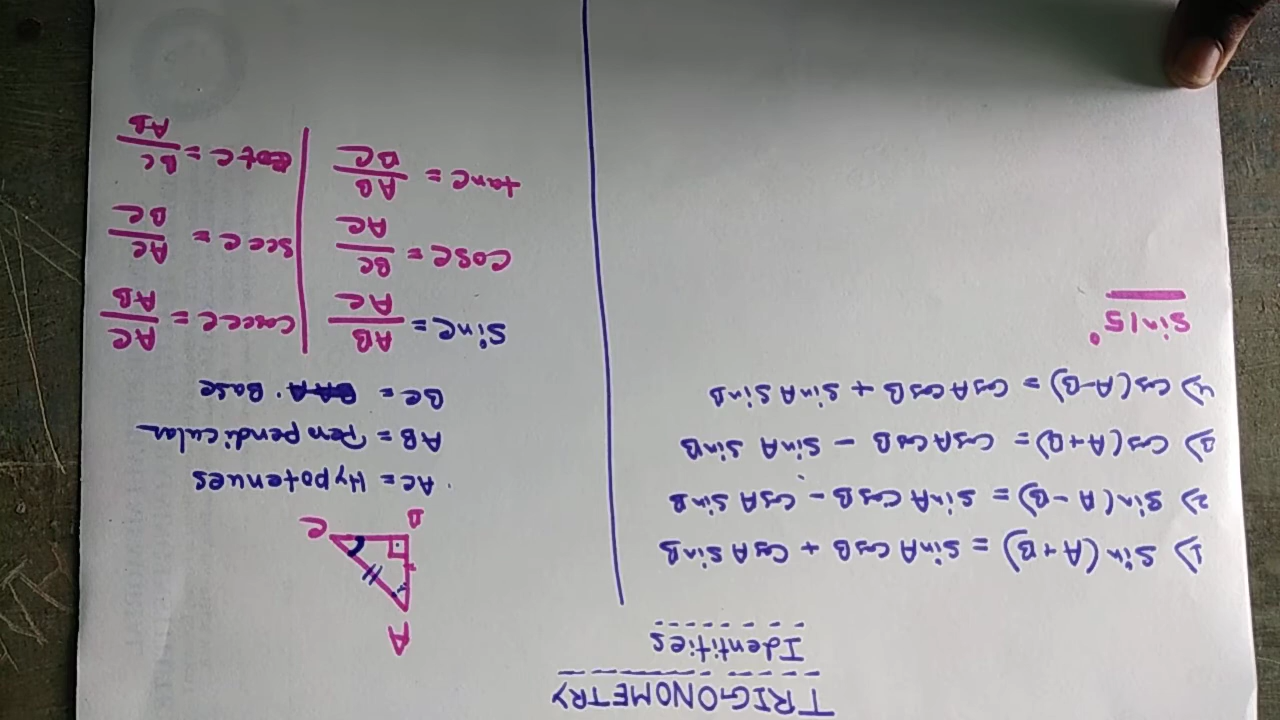 TRIGONOMETRY
Identities
1) Sin(A+B) = SinA CosB + CosA SinB
2) Sin(A-B) = SinA CosB - CosA SinB
3) Cos(A+B) = CosA CosB - SinA SinB
4) Cos(A-B) = CosA CosB + SinA SinB
Sin15°
A
B C
AC = Hypotenues
AB = Perpendicular
BC = Base
SinC = AB/AC
CosC = BC/AC
tanC = AB/BC
CosecC = AC/AB
SecC = AC/BC
CotC = BC/AB